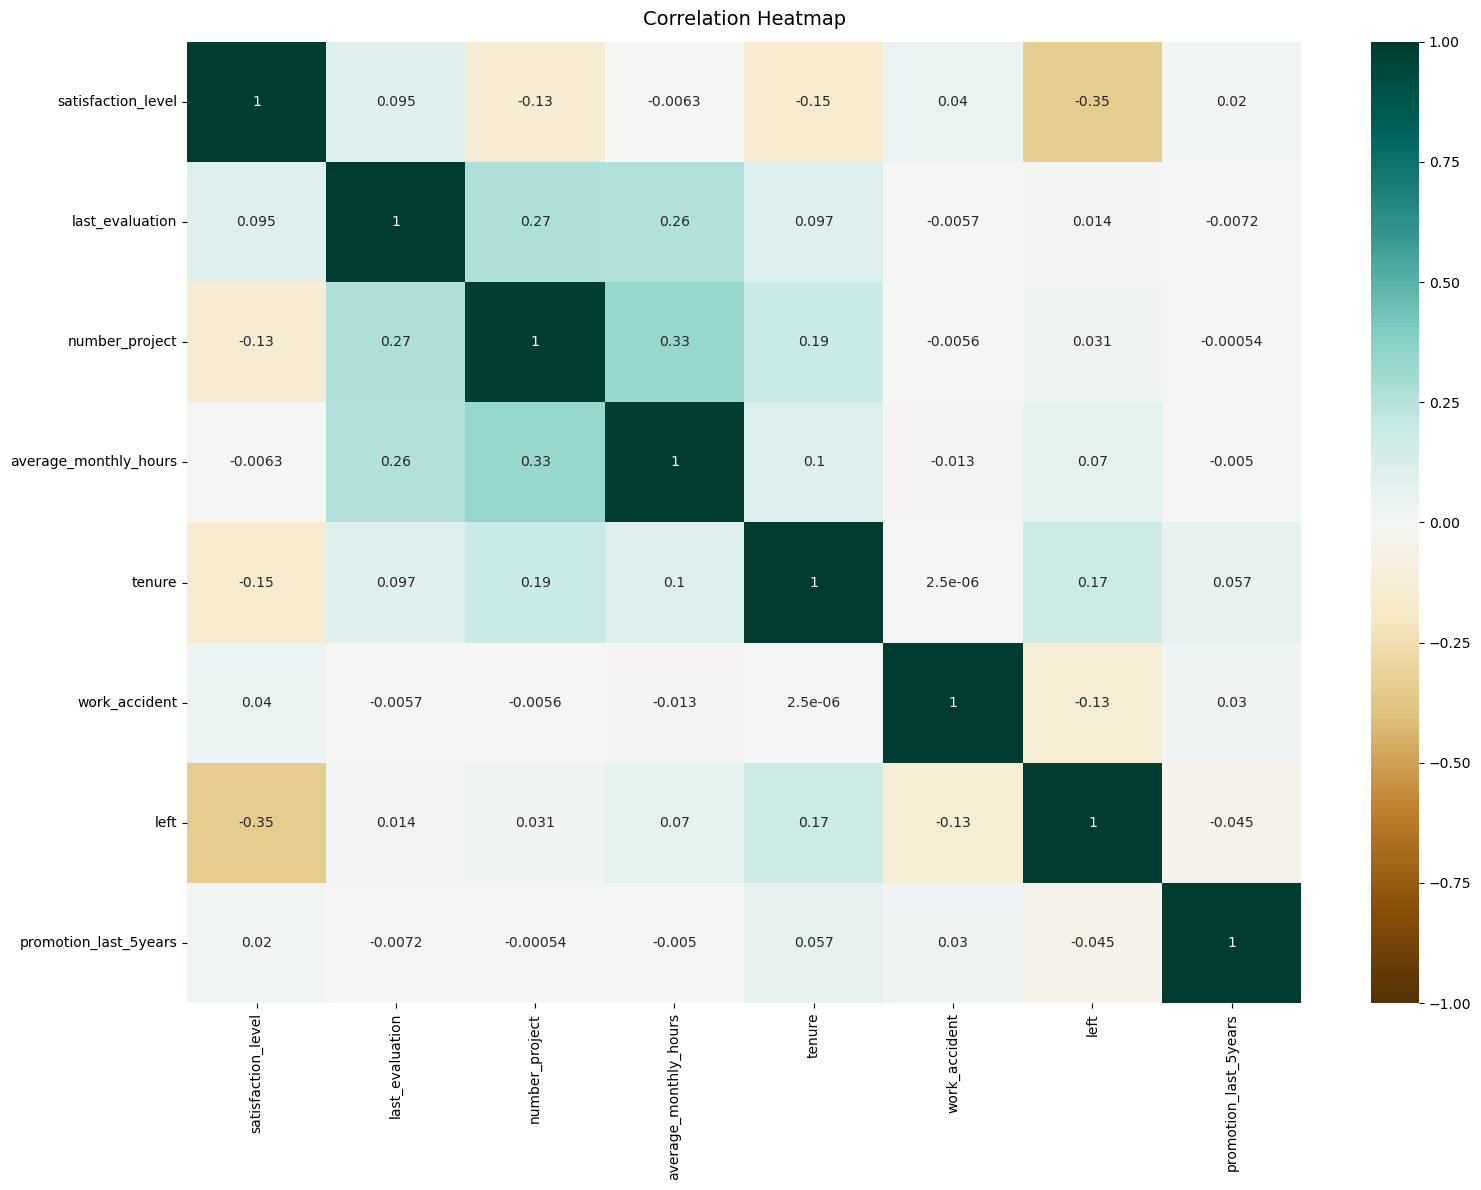 Correlation Heatmap
satisfaction_level 1 0.095 -0.13 -0.0063 -0.15 0.04 -0.35 0.02
last_evaluation 0.095 1 0.27 0.26 0.097 -0.0057 0.014 -0.0072
number_project -0.13 0.27 1 0.33 0.19 -0.0056 0.031 -0.00054
average_monthly_hours -0.0063 0.26 0.33 1 0.1 -0.013 0.07 -0.005
tenure -0.15 0.097 0.19 0.1 1 2.5e-06 0.17 0.057
work_accident 0.04 -0.0057 -0.0056 -0.013 2.5e-06 1 -0.13 0.03
left -0.35 0.014 0.031 0.07 0.17 -0.13 1 -0.045
promotion_last_5years 0.02 -0.0072 -0.00054 -0.005 0.057 0.03 -0.045 1
satisfaction_level
last_evaluation
number_project
average_monthly_hours
tenure
work_accident
left
promotion_last_5years
1.00
0.75
0.50
0.25
0.00
−0.25
−0.50
−0.75
−1.00